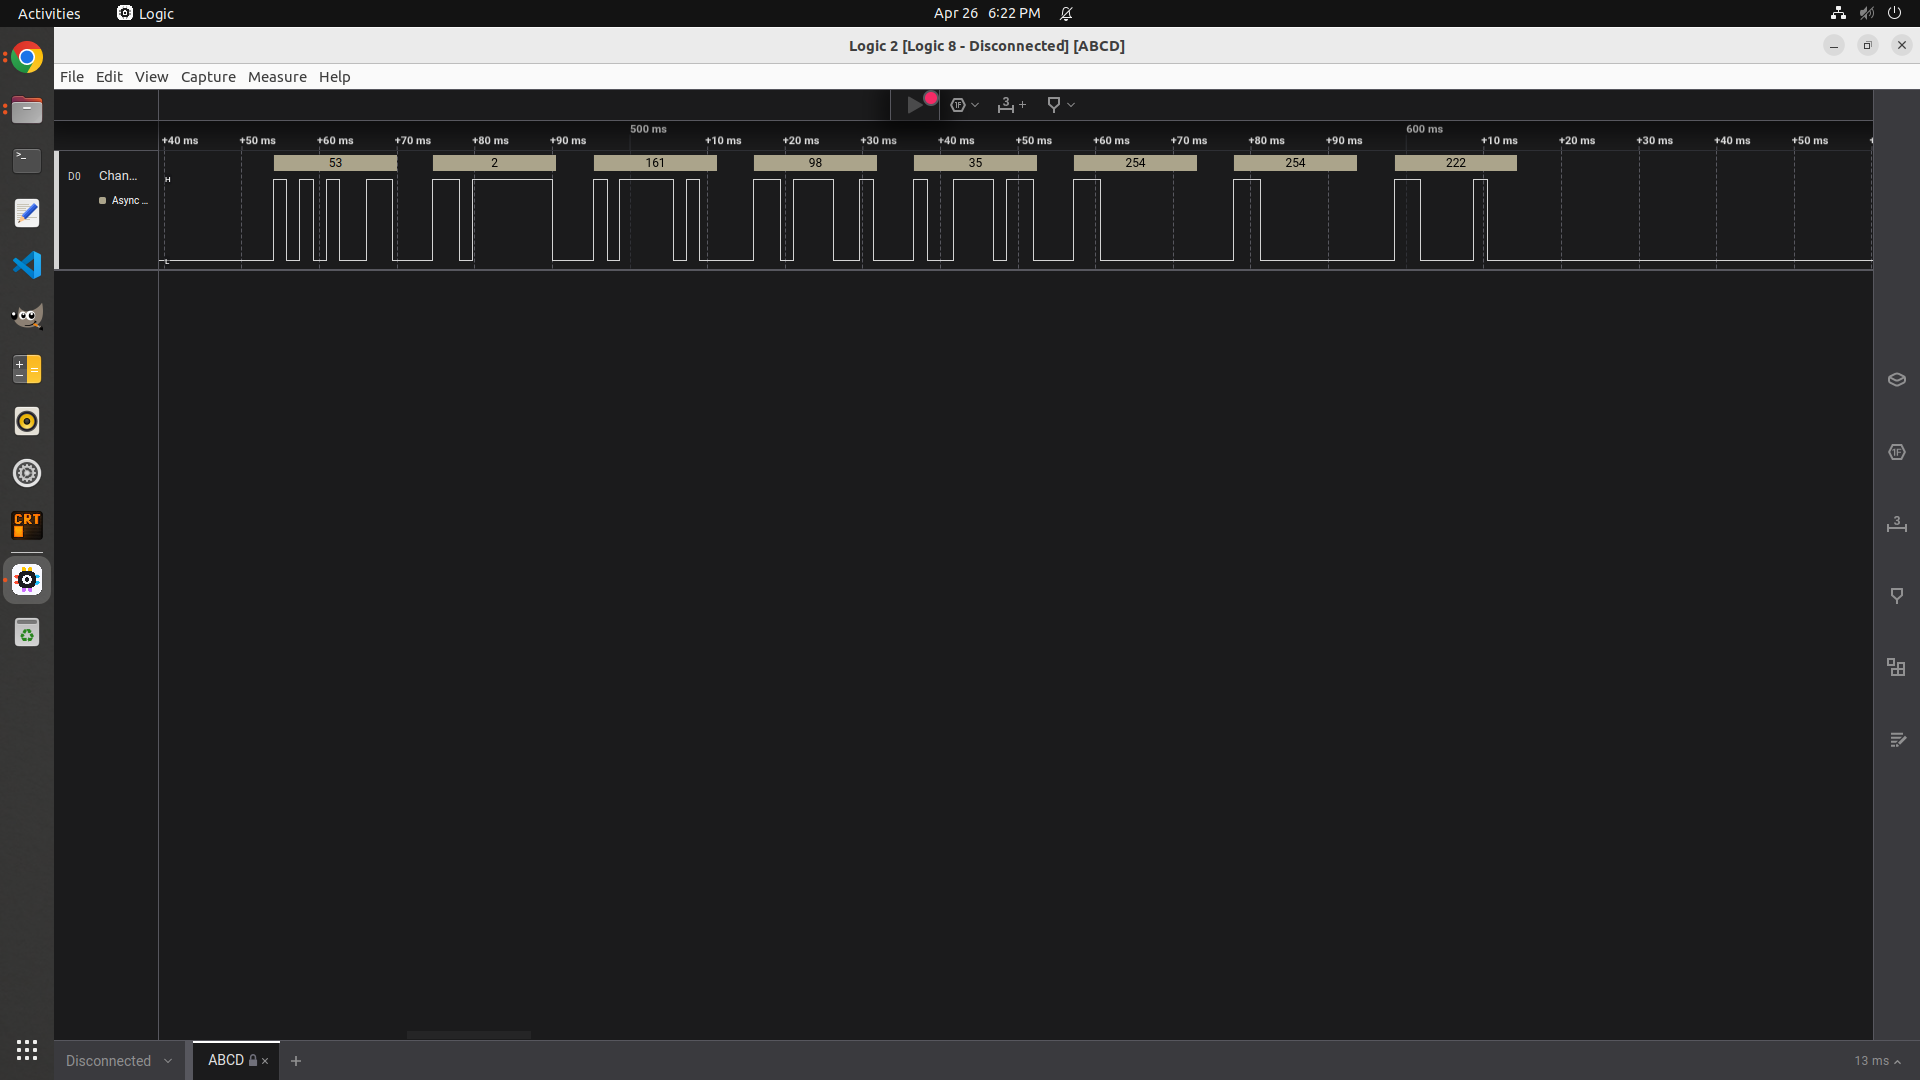 Activities Logic Apr 26 6:22 PM
Logic 2 [Logic 8 - Disconnected] [ABCD]
File Edit View Capture Measure Help
1F 3 +
500 ms 600 ms
+40 ms +50 ms +60 ms +70 ms +80 ms +90 ms +10 ms +20 ms +30 ms +40 ms +50 ms +60 ms +70 ms +80 ms +90 ms +10 ms +20 ms +30 ms +40 ms +50 ms
53 2 161 98 35 254 254 222
D0 Chan... H
Async ...
L
1F
CRT
3
Disconnected ABCD × + 13 ms